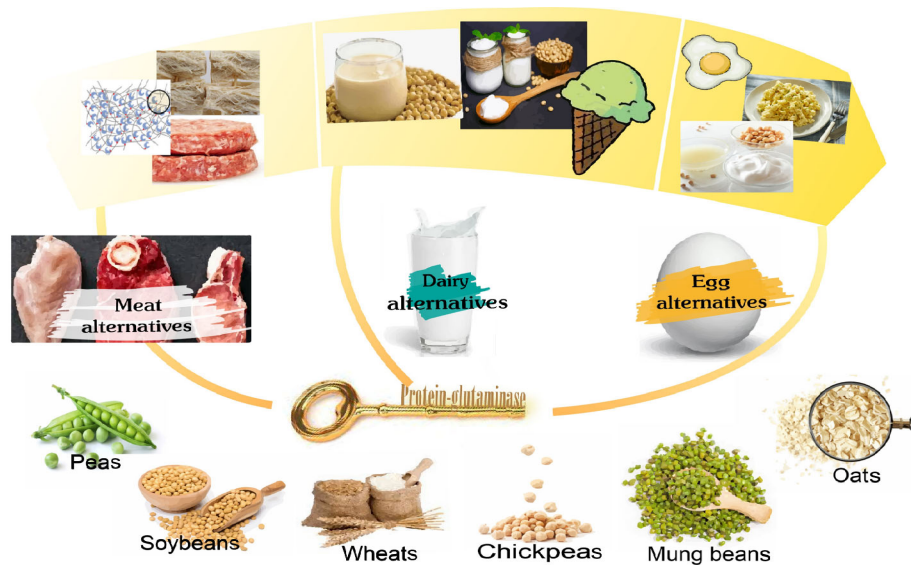 Meat
alternatives
Dairy
alternatives
Egg
alternatives
Protein-glutaminase
Peas
Soybeans
Wheats
Chickpeas
Mung beans
Oats